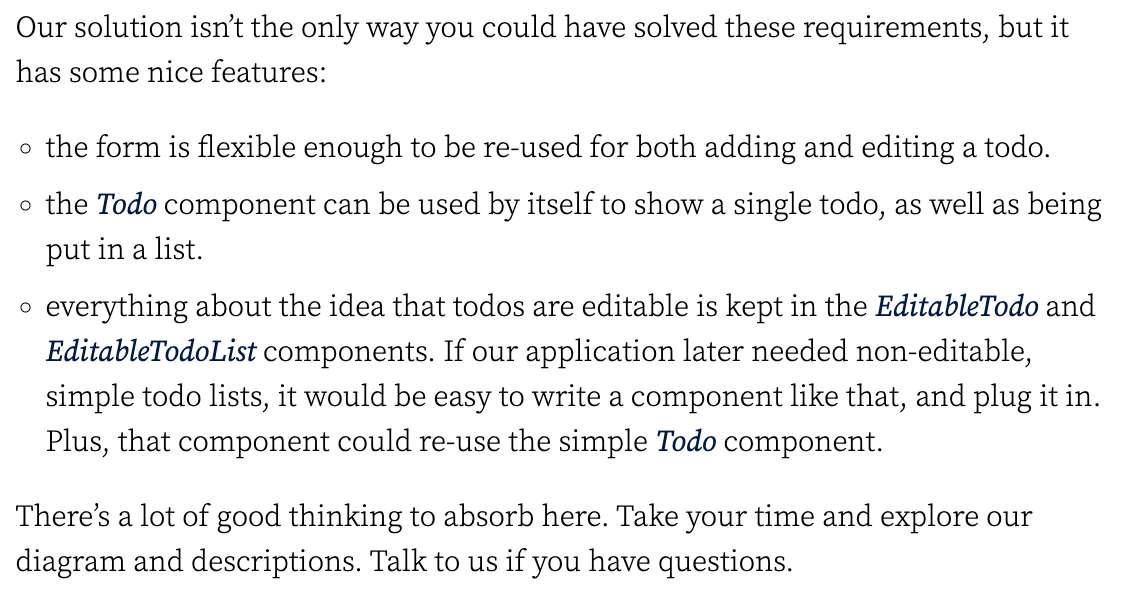 Our solution isn’t the only way you could have solved these requirements, but it
has some nice features:
◦ the form is flexible enough to be re-used for both adding and editing a todo.
◦ the Todo component can be used by itself to show a single todo, as well as being
put in a list.
◦ everything about the idea that todos are editable is kept in the EditableTodo and
EditableTodoList components. If our application later needed non-editable,
simple todo lists, it would be easy to write a component like that, and plug it in.
Plus, that component could re-use the simple Todo component.
There’s a lot of good thinking to absorb here. Take your time and explore our
diagram and descriptions. Talk to us if you have questions.